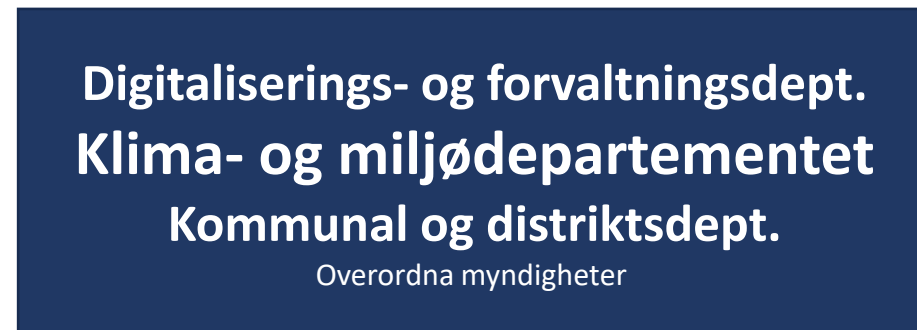 Digitaliserings- og forvaltningsdept.
Klima- og miljødepartementet
Kommunal og distriktsdept.
Overordna myndigheter